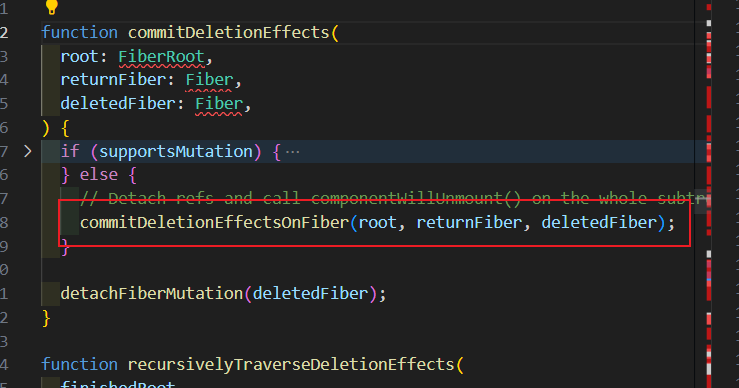 1
2 function commitDeletionEffects(
3 root: FiberRoot,
4 returnFiber: Fiber,
5 deletedFiber: Fiber,
6 ) {
7 > if (supportsMutation) { ⋯
6 } else {
7 // Detach refs and call componentWillUnmount() on the whole subtr
8 commitDeletionEffectsOnFiber(root, returnFiber, deletedFiber);
9 }
0
1 detachFiberMutation(deletedFiber);
2 }
3
4 function recursivelyTraverseDeletionEffects(
finishedRoot